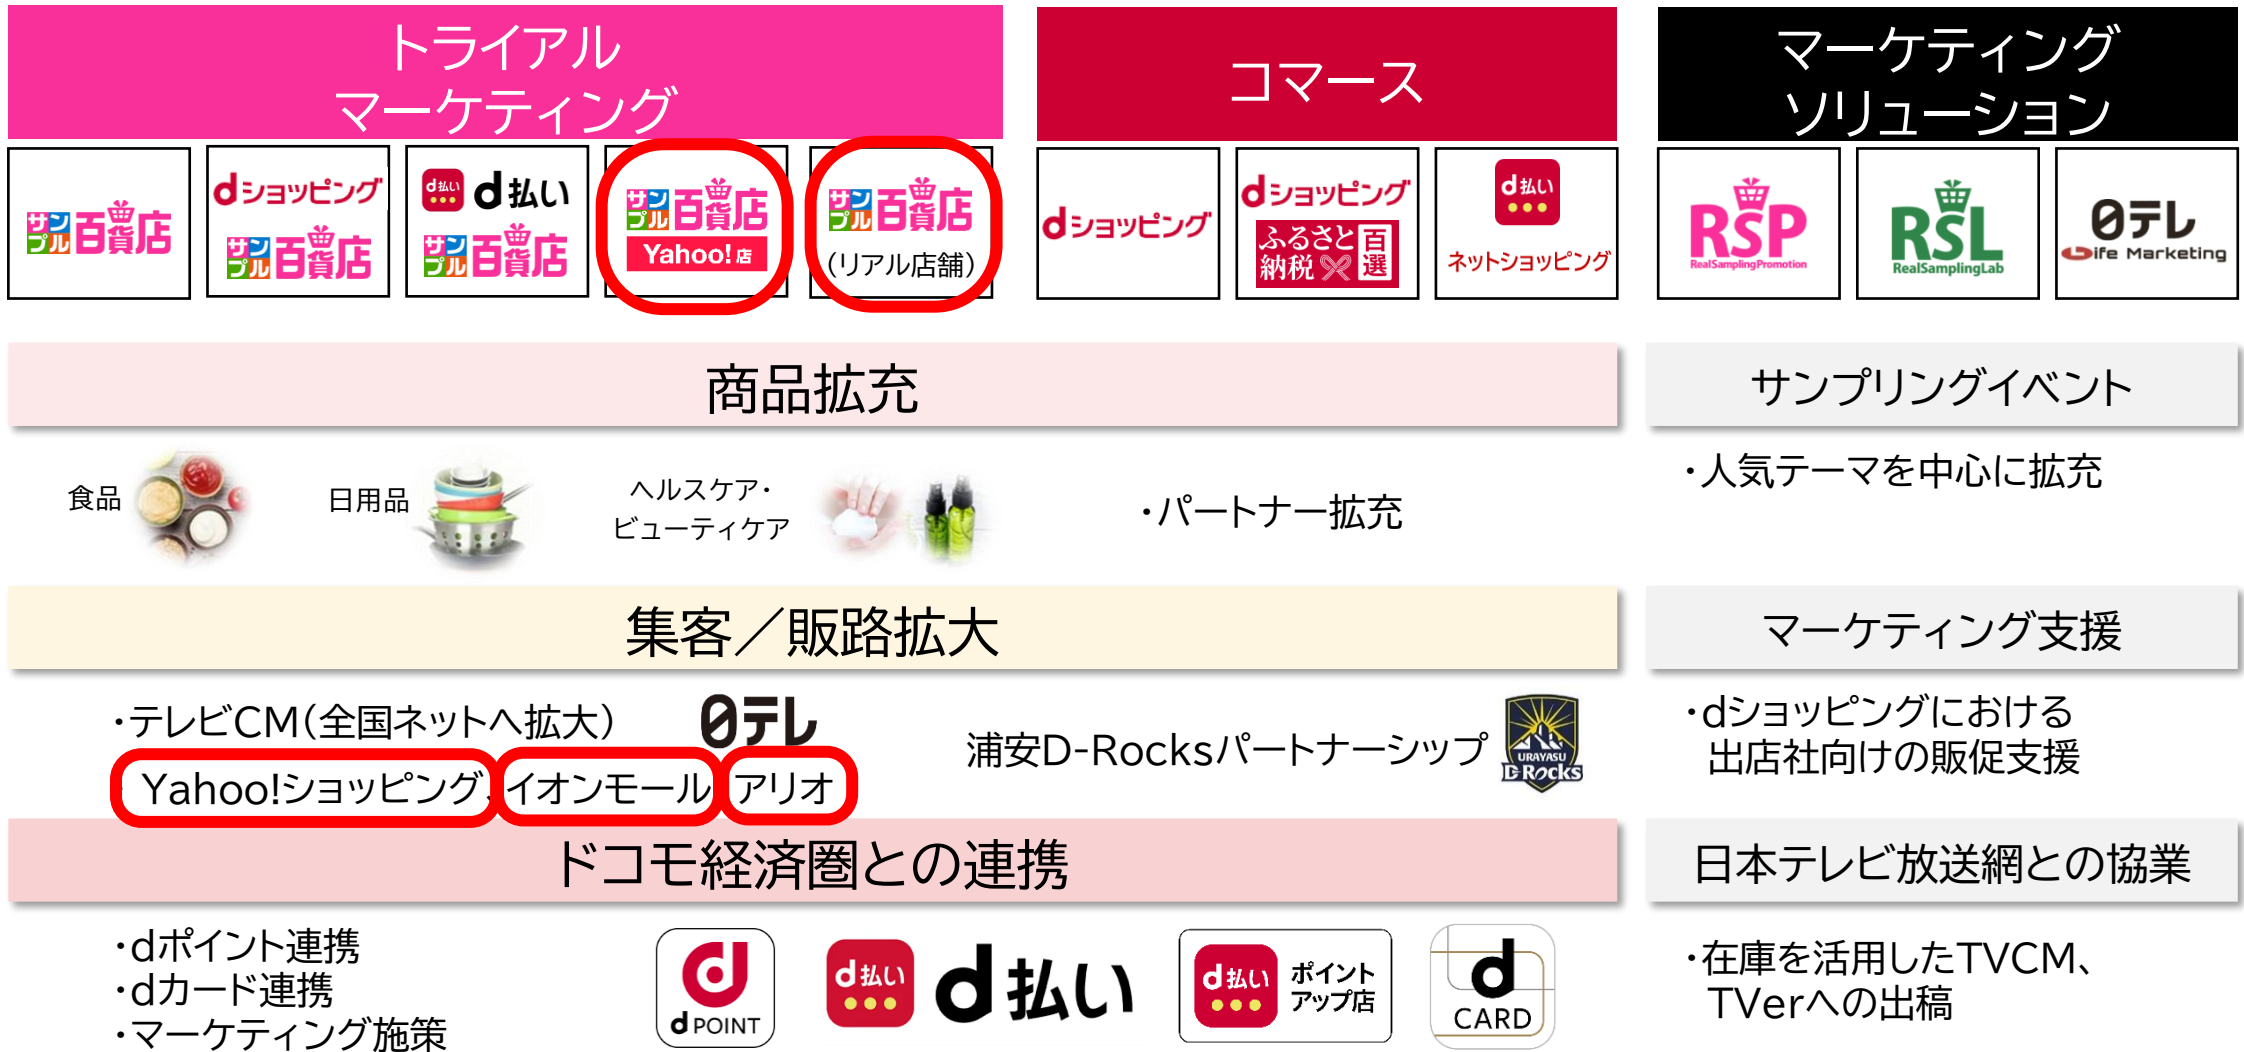 トライアル
マーケティング
コマース
マーケティング
ソリューション
サンプル百貨店
dショッピング
サンプル百貨店
d払い d払い
サンプル百貨店
サンプル百貨店
Yahoo!店
サンプル百貨店
(リアル店舗)
dショッピング
dショッピング
ふるさと納税百選
d払い
ネットショッピング
RSP
RealSamplingPromotion
RSL
RealSamplingLab
日テレ
Life Marketing
商品拡充
サンプリングイベント
食品
日用品
ヘルスケア・
ビューティケア
・パートナー拡充
・人気テーマを中心に拡充
集客／販路拡大
マーケティング支援
・テレビCM(全国ネットへ拡大)
日テレ
Yahoo!ショッピング、イオンモール アリオ
浦安D-Rocksパートナーシップ
URAYASU
D-Rocks
・dショッピングにおける
出店社向けの販促支援
ドコモ経済圏との連携
日本テレビ放送網との協業
・dポイント連携
・dカード連携
・マーケティング施策
d POINT
d払い d払い
d払い ポイント
アップ店
d
CARD
・在庫を活用したTVCM、
TVerへの出稿